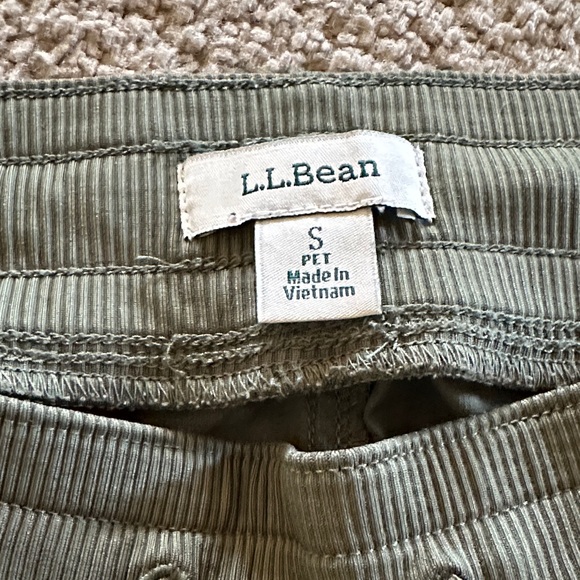 L.L.Bean
S
PET
Made In
Vietnam